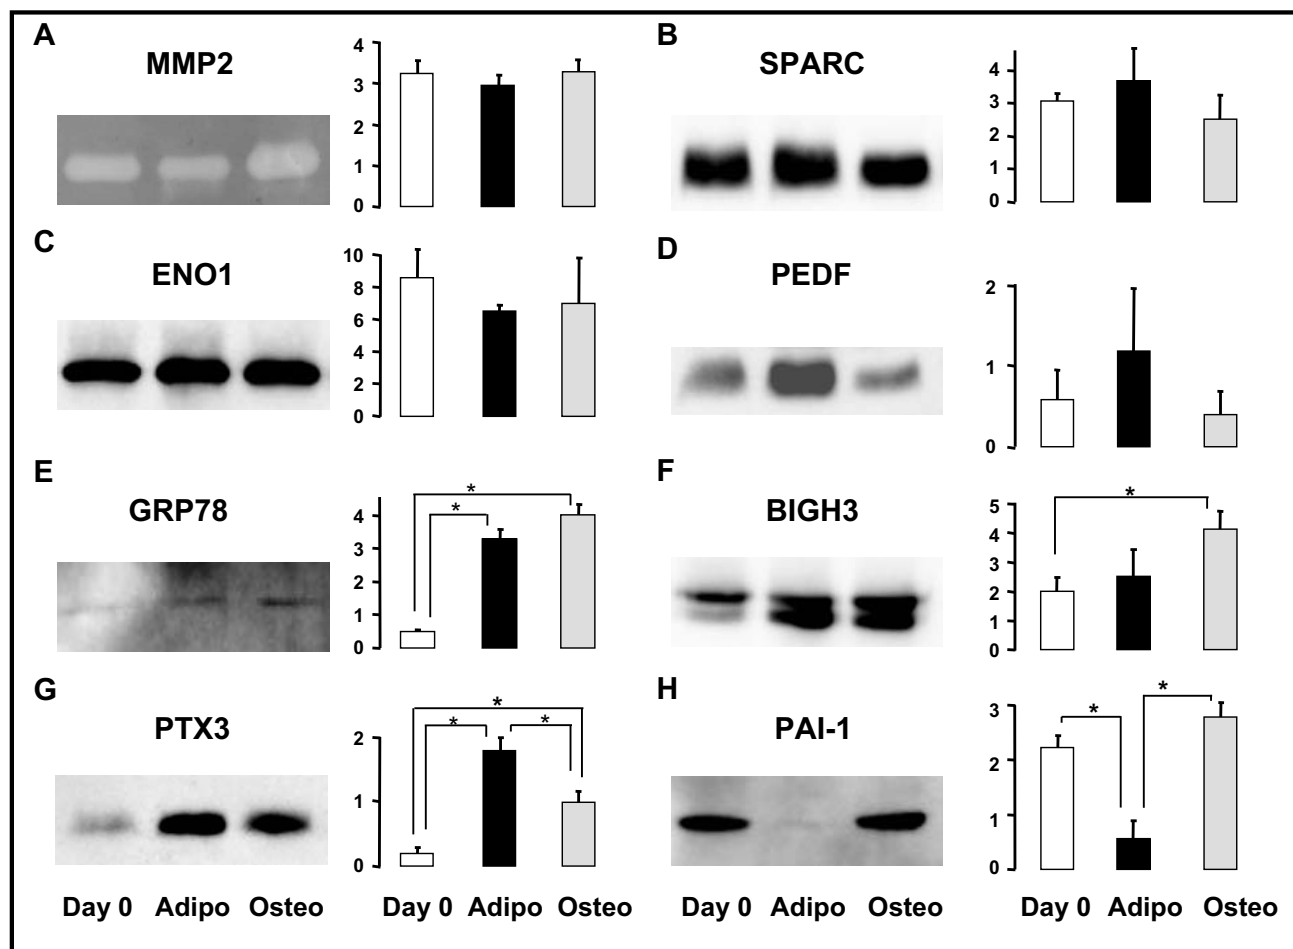 A
MMP2
4
3
2
1
0
B
SPARC
4
3
2
1
0
C
ENO1
10
8
6
4
2
0
D
PEDF
2
1
0
E
GRP78
4
3
2
1
0
*
*
F
BIGH3
5
4
3
2
1
0
*
G
PTX3
2
1
0
*
* *
H
PAI-1
3
2
1
0
* *
Day 0 Adipo Osteo Day 0 Adipo Osteo Day 0 Adipo Osteo Day 0 Adipo Osteo